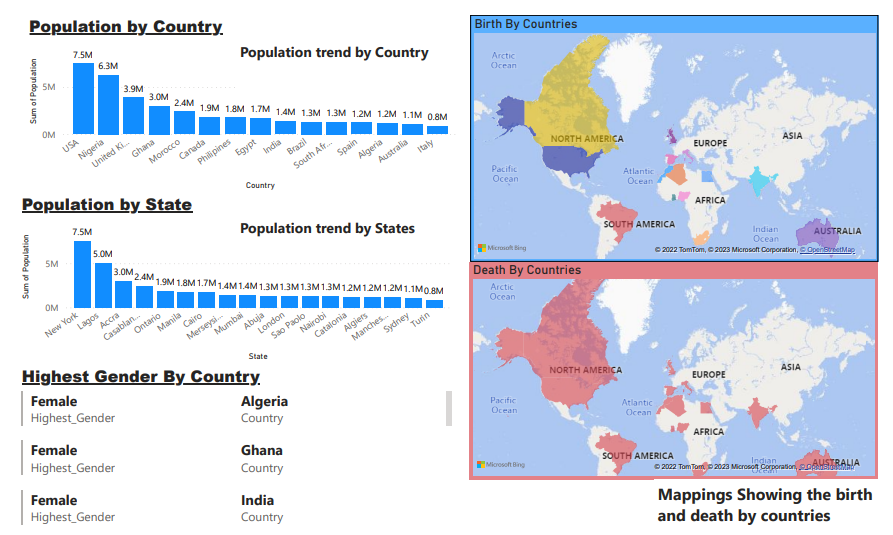 Population by Country
Population trend by Country
Sum of Population
5M
0M
7.5M
6.3M
3.9M
3.0M
2.4M
1.9M
1.8M
1.7M
1.4M
1.3M
1.3M
1.2M
1.2M
1.1M
0.8M
USA
Nigeria
United Ki...
Ghana
Morocco
Canada
Philipines
Egypt
India
Brazil
South Afr...
Spain
Algeria
Australia
Italy
Country
Population by State
Population trend by States
Sum of Population
5M
0M
7.5M
5.0M
3.0M
2.4M
1.9M
1.8M
1.7M
1.4M
1.4M
1.3M
1.3M
1.3M
1.3M
1.2M
1.2M
1.2M
1.1M
0.8M
New York
Lagos
Accra
Casablan...
Ontario
Manila
Cairo
Merseysi...
Mumbai
Abuja
London
Sao Paolo
Nairobi
Catalonia
Algiers
Manches...
Sydney
Turin
State
Highest Gender By Country
Female
Algeria
Highest_Gender
Country
Female
Ghana
Highest_Gender
Country
Female
India
Highest_Gender
Country
Birth By Countries
Arctic
Ocean
NORTH AMERICA
EUROPE
ASIA
Pacific
Ocean
Atlantic
Ocean
AFRICA
SOUTH AMERICA
Indian
Ocean
AUSTRALIA
Microsoft Bing
© 2022 TomTom, © 2023 Microsoft Corporation, © OpenStreetMap
Death By Countries
Arctic
Ocean
NORTH AMERICA
EUROPE
ASIA
Pacific
Ocean
Atlantic
Ocean
AFRICA
SOUTH AMERICA
Indian
Ocean
AUSTRALIA
Microsoft Bing
© 2022 TomTom, © 2023 Microsoft Corporation, © OpenStreetMap
Mappings Showing the birth
and death by countries